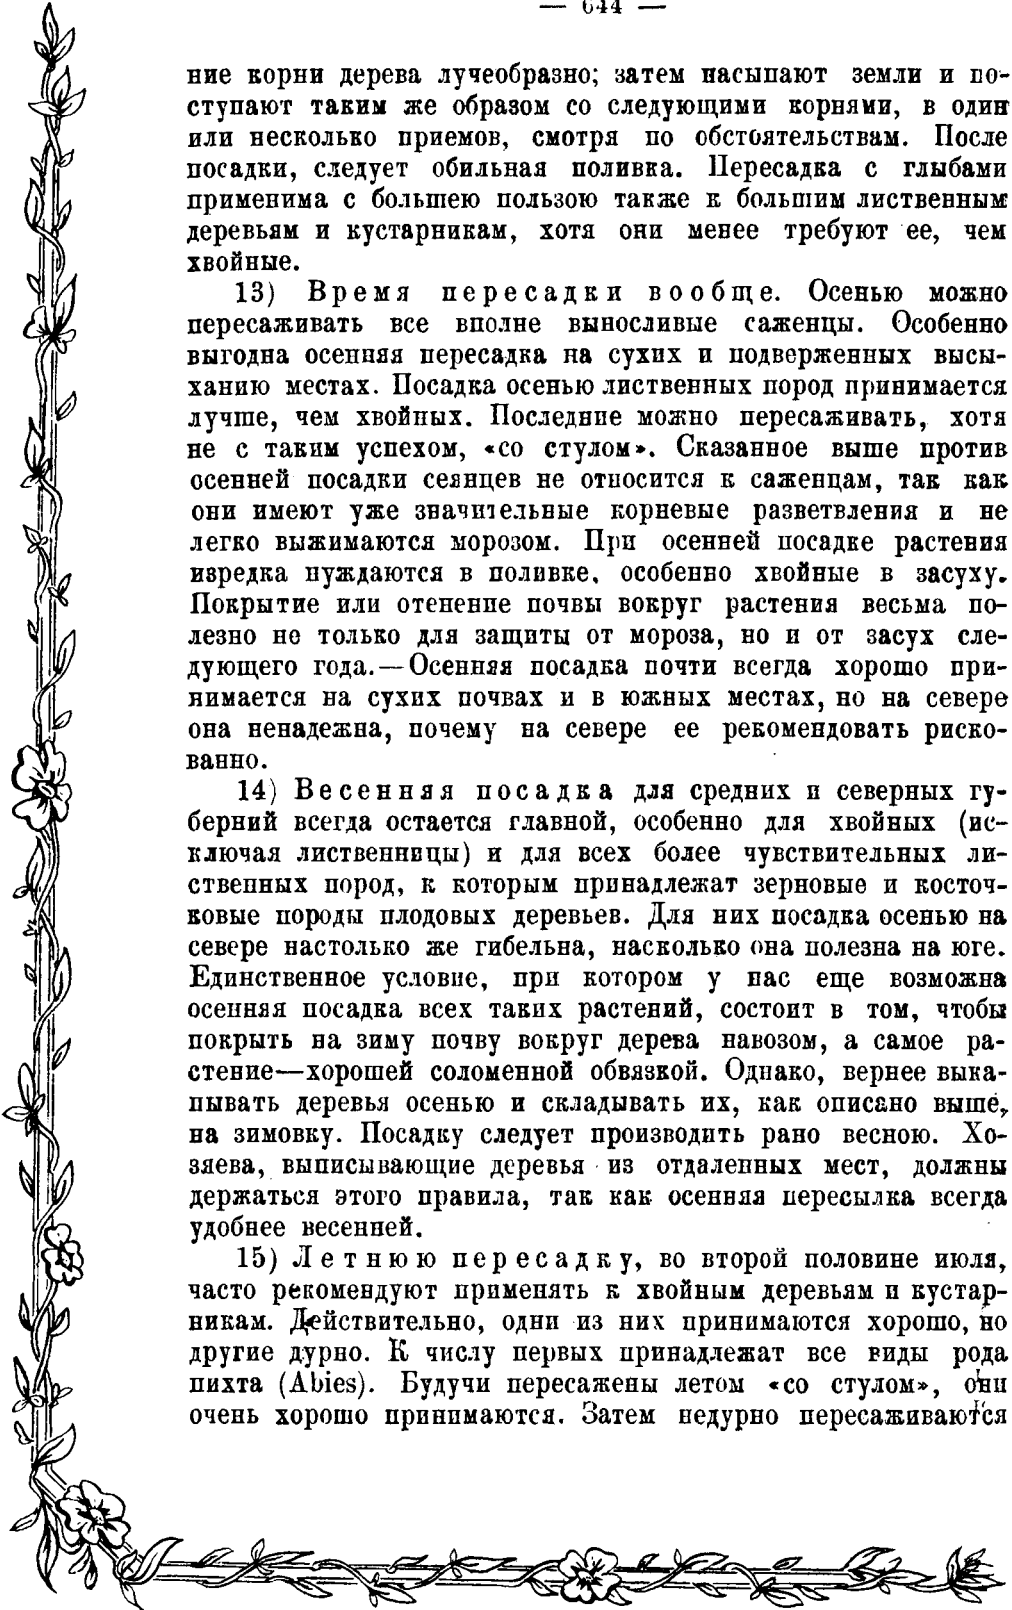 — 644 —
ние корни дерева лучеобразно; затем насыпают земли и по-
ступают таким же образом со следующими корнями, в один
или несколько приемов, смотря по обстоятельствам. После
посадки, следует обильная поливка. Пересадка с глыбами
применима с большею пользою также к большим лиственным
деревьям и кустарникам, хотя они менее требуют ее, чем
хвойные.
13) Время пересадки вообще. Осенью можно
пересаживать все вполне выносливые саженцы. Особенно
выгодна осенняя пересадка на сухих и подверженных высы-
ханию местах. Посадка осенью лиственных пород принимается
лучше, чем хвойных. Последние можно пересаживать, хотя
не с таким успехом, «со стулом». Сказанное выше против
осенней посадки сеянцев не относится к саженцам, так как
они имеют уже значительные корневые разветвления и не
легко выжимаются морозом. При осенней посадке растения
изредка нуждаются в поливке, особенно хвойные в засуху.
Покрытие или отенение почвы вокруг растения весьма по-
лезно не только для защиты от мороза, но и от засух сле-
дующего года.—Осенняя посадка почти всегда хорошо при-
нимается на сухих почвах и в южных местах, но на севере
она ненадежна, почему на севере ее рекомендовать риско-
ванно.
14) Весенняя посадка для средних и северных гу-
берний всегда остается главной, особенно для хвойных (ис-
ключая лиственницы) и для всех более чувствительных ли-
ственных пород, к которым принадлежат зерновые и косточ-
ковые породы плодовых деревьев. Для них посадка осенью на
севере настолько же гибельна, насколько она полезна на юге.
Единственное условие, при котором у нас еще возможна
осенняя посадка всех таких растений, состоит в том, чтобы
покрыть на зиму почву вокруг дерева навозом, а самое ра-
стение—хорошей соломенной обвязкой. Однако, вернее выка-
пывать деревья осенью и складывать их, как описано выше,
на зимовку. Посадку следует производить рано весною. Хо-
зяева, выписывающие деревья из отдаленных мест, должны
держаться этого правила, так как осенняя пересылка всегда
удобнее весенней.
15) Летнюю пересадку, во второй половине июля,
часто рекомендуют применять к хвойным деревьям и кустар-
никам. Действительно, одни из них принимаются хорошо, но
другие дурно. К числу первых принадлежат все виды рода
пихта (Abies). Будучи пересажены летом «со стулом», они
очень хорошо принимаются. Затем недурно пересаживаются